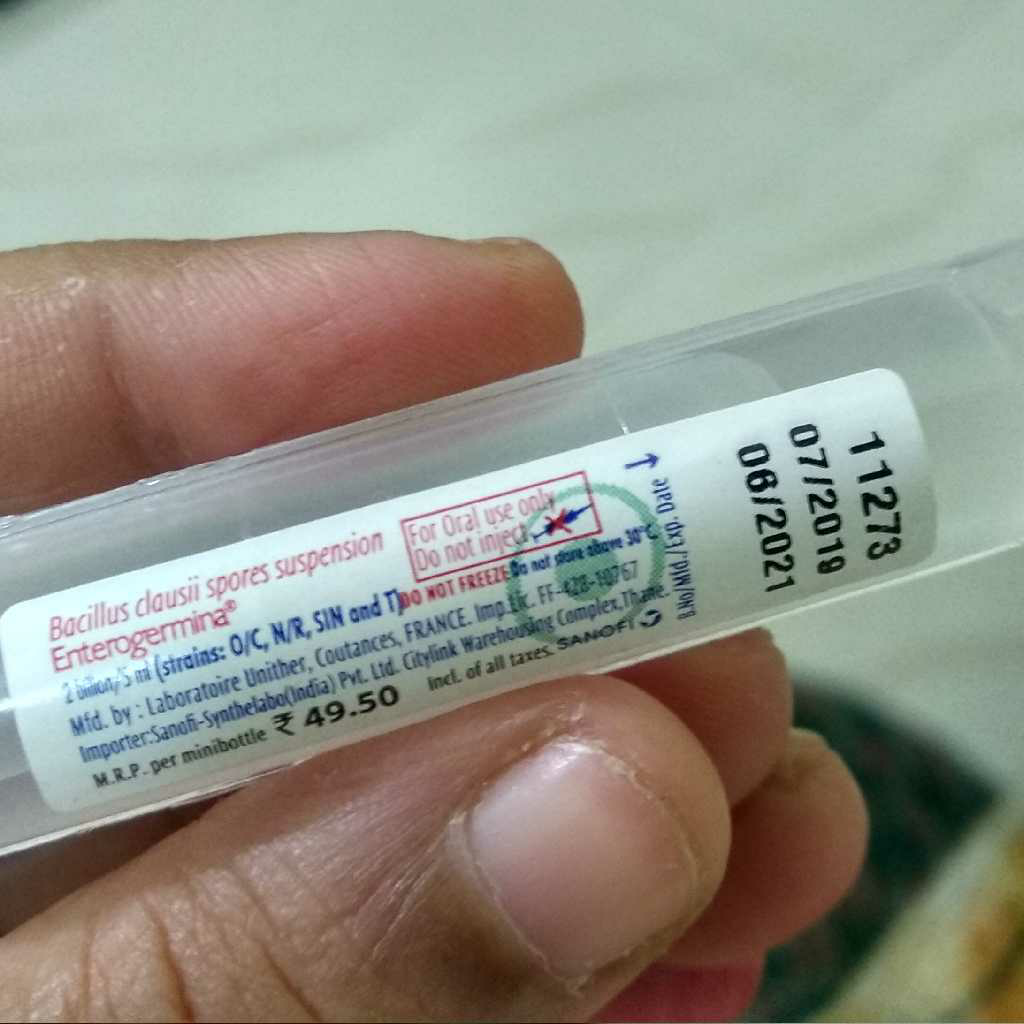 Bacillus clausii spores suspension
Enterogermina®
2 billion/5 ml (strains: O/C, N/R, SIN and T)
For Oral use only
Do not inject
DO NOT FREEZE Do not store above 30°C.
Mfd. by : Laboratoire Unither, Coutances, FRANCE. Imp.Lic. FF-428-10767
Importer:Sanofi-Synthelabo(India) Pvt. Ltd. Citylink Warehousing Complex,Thane.
M.R.P. per minibottle ₹ 49.50 Incl. of all taxes. SANOFI
B.No/Mfd./Exp. Date
11273
07/2019
06/2021